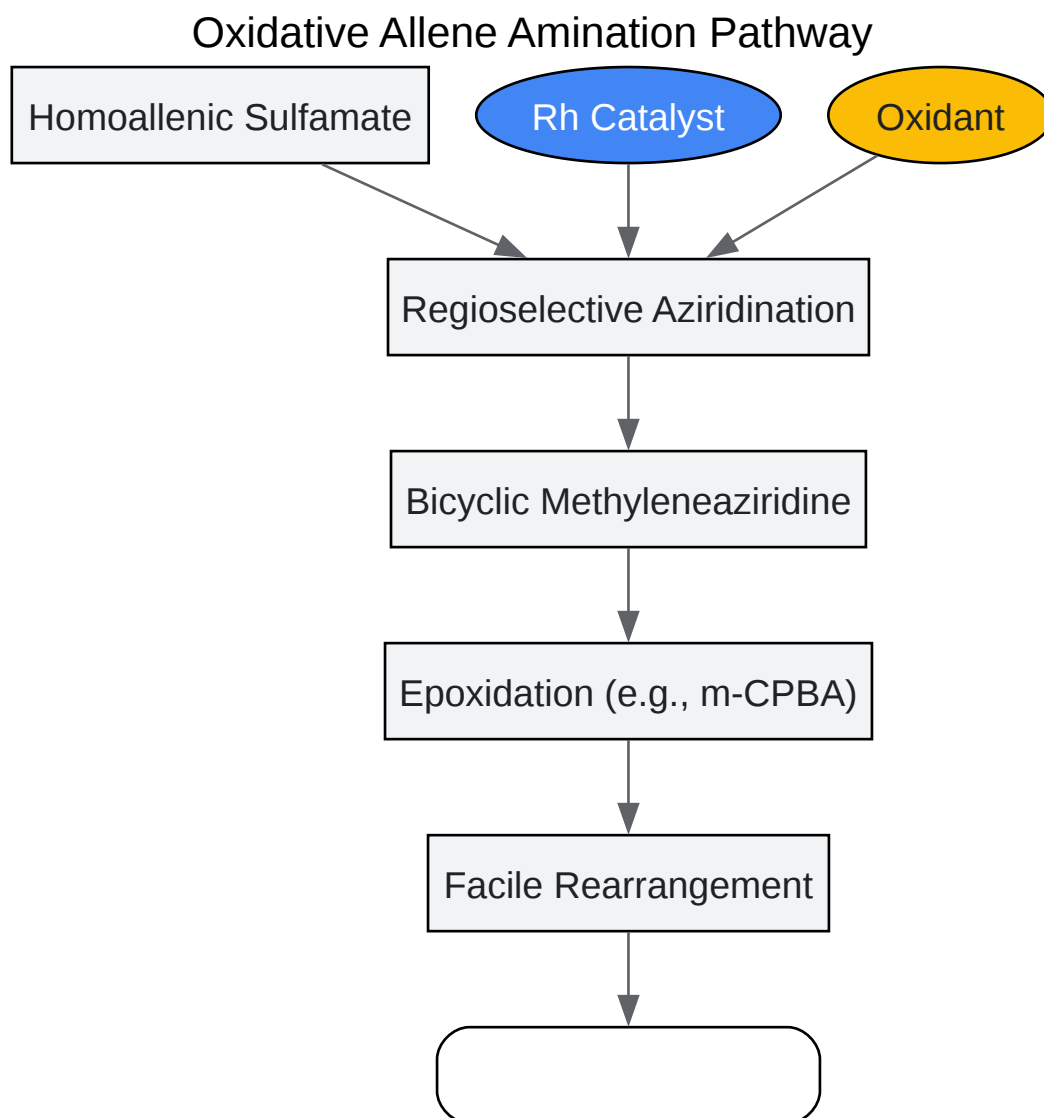 Oxidative Allene Amination Pathway
Homoallenic Sulfamate
Rh Catalyst
Oxidant
Regioselective Aziridination
Bicyclic Methyleneaziridine
Epoxidation (e.g., m-CPBA)
Facile Rearrangement